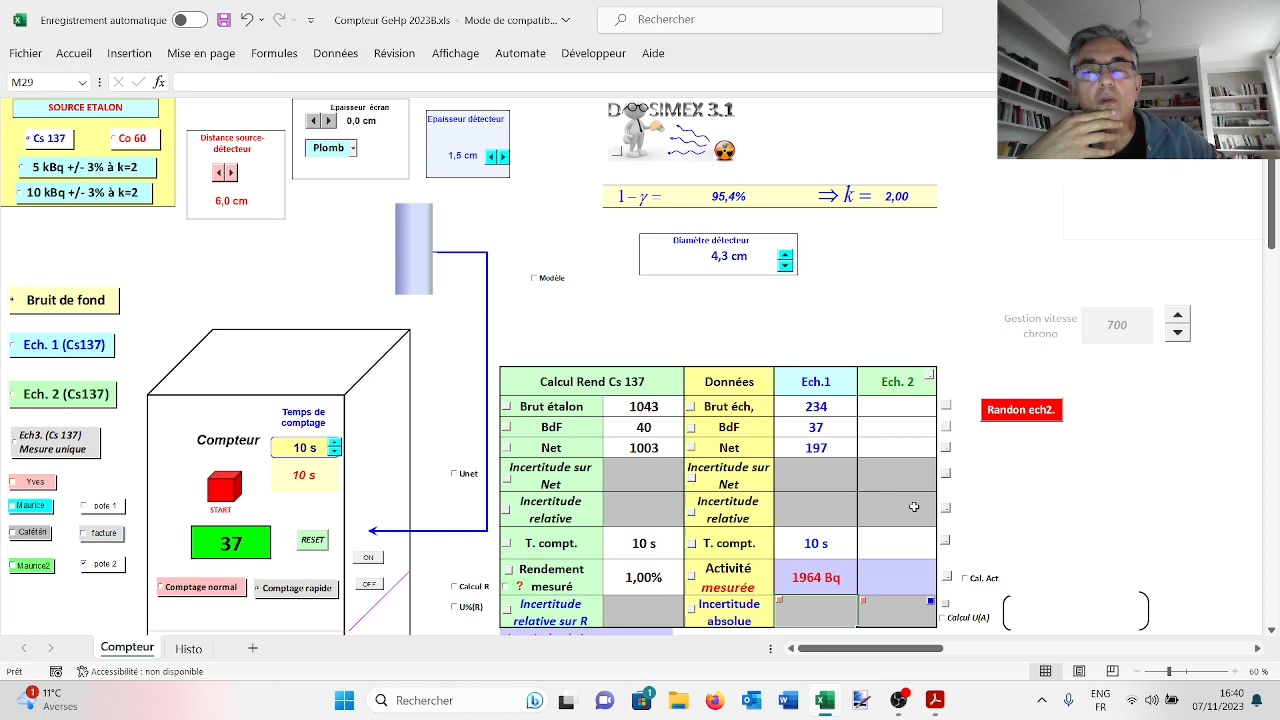 Enregistrement automatique
Compteur GeHp 2023B.xls - Mode de compatib...
Rechercher
Fichier Accueil Insertion Mise en page Formules Données Révision Affichage Automate Développeur Aide
M29
fx
SOURCE ETALON
Cs 137 Co 60
5 kBq +/- 3% à k=2
10 kBq +/- 3% à k=2
Distance source-
détecteur
6,0 cm
Epaisseur écran
0,0 cm
Plomb
Epaisseur détecteur
1,5 cm
DOSIMEX 3.1
1 − γ = 95,4% ⇒ k = 2,00
Diamètre détecteur
4,3 cm
Modèle
Gestion vitesse
chrono
700
Bruit de fond
Ech. 1 (Cs137)
Ech. 2 (Cs137)
Ech3. (Cs 137)
Mesure unique
Yves
Maurice
Cafétéri
Maurice2
pote 1
facture
pote 2
Compteur
Temps de
comptage
10 s
10 s
START
37
RESET
Comptage normal
Comptage rapide
ON
OFF
Unet
Calcul R
U%(R)
Calcul Rend Cs 137 Données Ech.1 Ech. 2
Brut étalon 1043 Brut éch, 234
BdF 40 BdF 37
Net 1003 Net 197
Incertitude sur
Net
Incertitude sur
Net
Incertitude
relative
Incertitude
relative
T. compt. 10 s T. compt. 10 s
Rendement
? mesuré
1,00%
Activité
mesurée
1964 Bq
Incertitude
relative sur R
Incertitude
absolue
Randon ech2.
Cal. Act
Calcul U(A)
Compteur Histo
Prêt
Accessibilité : non disponible
60 %
1
11°C
Averses
Rechercher
1
ENG
FR
16:40
07/11/2023